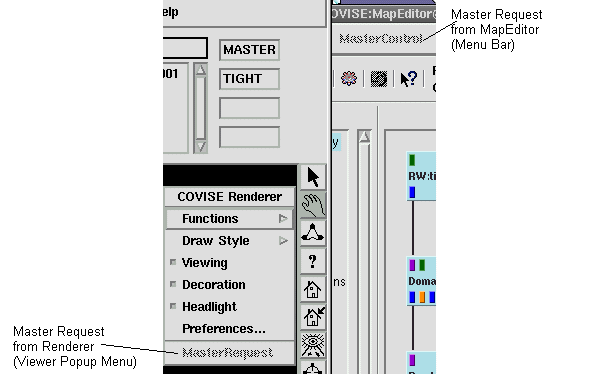 elp
OVISE:MapEditor@
MasterControl
Master Request
from MapEditor
(Menu Bar)
MASTER
001
TIGHT
?
y
RW:ti
COVISE Renderer
Functions
Draw Style
?
Viewing
Decoration
ns
Doma
Headlight
Preferences...
MasterRequest
Master Request
from Renderer
(Viewer Popup Menu)